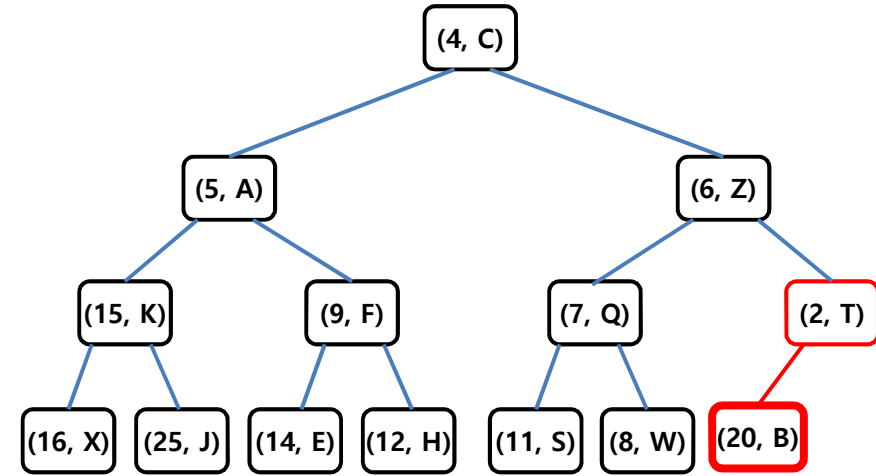 (4, C)
(5, A)
(6, Z)
(15, K)
(9, F)
(7, Q)
(2, T)
(16, X)
(25, J)
(14, E)
(12, H)
(11, S)
(8, W)
(20, B)